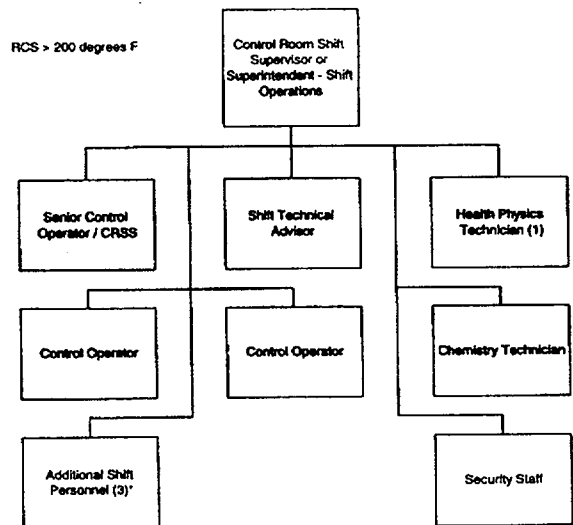 RCS > 200 degrees F
Control Room Shift
Supervisor or
Superintendent - Shift
Operations
Senior Control
Operator / CRSS
Shift Technical
Advisor
Health Physics
Technician (1)
Control Operator
Control Operator
Chemistry Technician
Additional Shift
Personnel (3)*
Security Staff